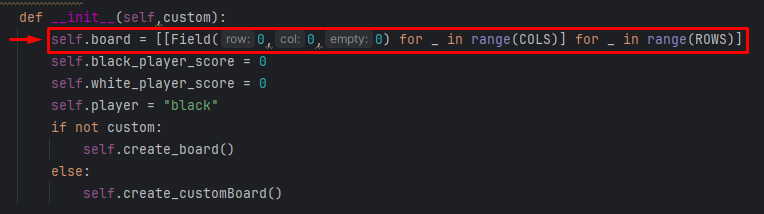 def __init__(self,custom):
self.board = [[Field( row: 0, col: 0, empty: 0) for _ in range(COLS)] for _ in range(ROWS)]
self.black_player_score = 0
self.white_player_score = 0
self.player = "black"
if not custom:
self.create_board()
else:
self.create_customBoard()